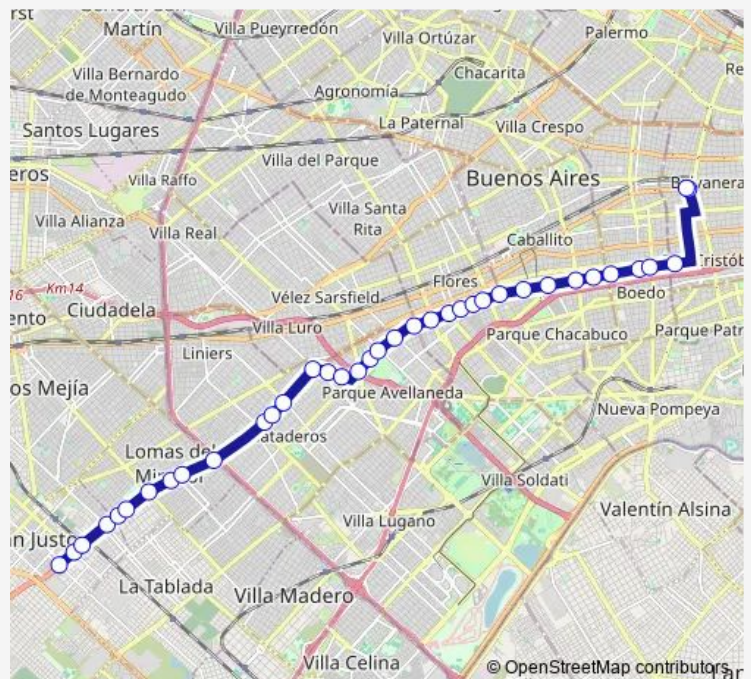 Martín
Villa Pueyrredón
Villa Ortúzar
Palermo
Villa Bernardo
de Monteagudo
Chacarita
Agronomía
La Paternal
Villa Crespo
Santos Lugares
Villa del Parque
Villa Raffo
Buenos Aires
Villa Santa
Rita
Villa Alianza
Villa Real
Caballito
Km14
16
Flores
Vélez Sarsfield
Ciudadela
Boedo
Villa Luro
Parque Chacabuco
Liniers
Parque Avellaneda
Nueva Pompeya
Lomas del
Villa Soldati
Valentín Alsina
Villa Lugano
La Tablada
Villa Madero
Villa Celina
© OpenStreetMap contributors